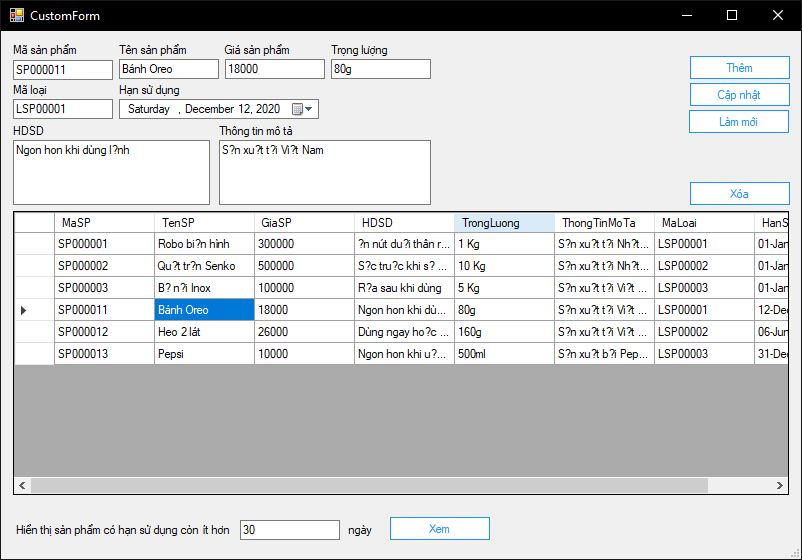 CustomForm
Mã sản phẩm Tên sản phẩm Giá sản phẩm Trọng lượng
SP000011 Bánh Oreo 18000 80g
Thêm
Mã loại Hạn sử dụng
Cập nhật
LSP00001 Saturday , December 12, 2020
Làm mới
HDSD Thông tin mô tả
Ngon hon khi dùng l?nh S?n xu?t t?i Vi?t Nam
Xóa
MaSP TenSP GiaSP HDSD TrongLuong ThongTinMoTa MaLoai HanS
SP000001 Robo bi?n hình 300000 ?n nút du?i thân r... 1 Kg S?n xu?t t?i Nh?t... LSP00001 01-Jan
SP000002 Qu?t tr?n Senko 500000 S?c tru?c khi s? ... 10 Kg S?n xu?t t?i Nh?t... LSP00002 01-Jan
SP000003 B? n?i Inox 100000 R?a sau khi dùng 5 Kg S?n xu?t t?i Vi?t ... LSP00003 01-Jan
SP000011 Bánh Oreo 18000 Ngon hon khi dù... 80g S?n xu?t t?i Vi?t ... LSP00001 12-Dec
SP000012 Heo 2 lát 26000 Dùng ngay ho?c ... 160g S?n xu?t t?i Vi?t ... LSP00002 06-Jun
SP000013 Pepsi 10000 Ngon hon khi u?... 500ml S?n xu?t b?i Pep... LSP00003 31-Dec
Hiển thị sản phẩm có hạn sử dụng còn ít hơn 30 ngày Xem